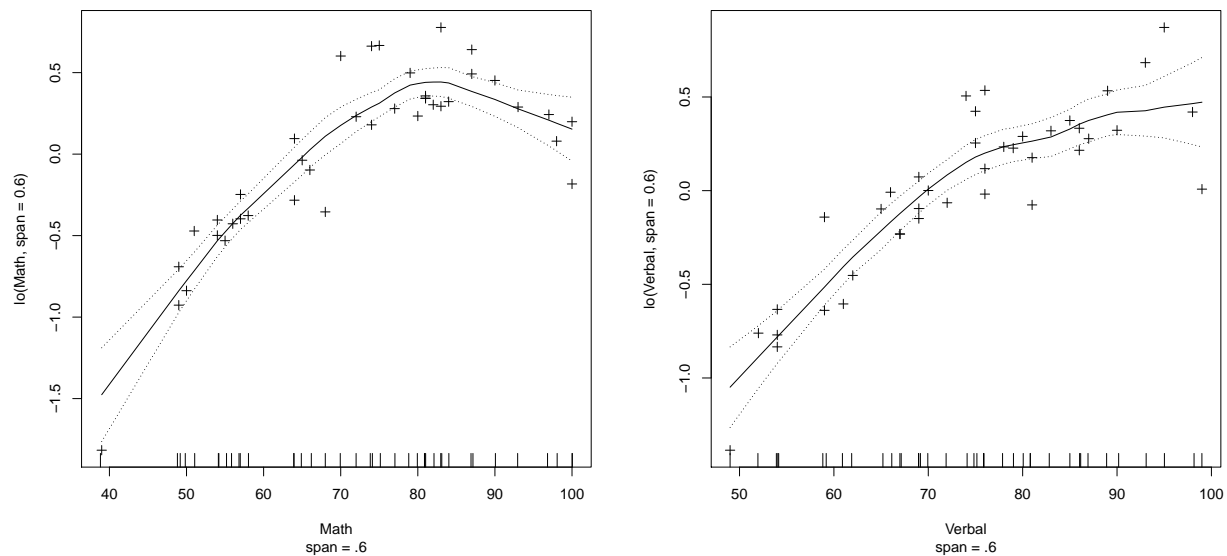 lo(Math, span = 0.6)
0.5
0.0
−0.5
−1.0
−1.5
40 50 60 70 80 90 100
Math
span = .6
lo(Verbal, span = 0.6)
0.5
0.0
−0.5
−1.0
50 60 70 80 90 100
Verbal
span = .6